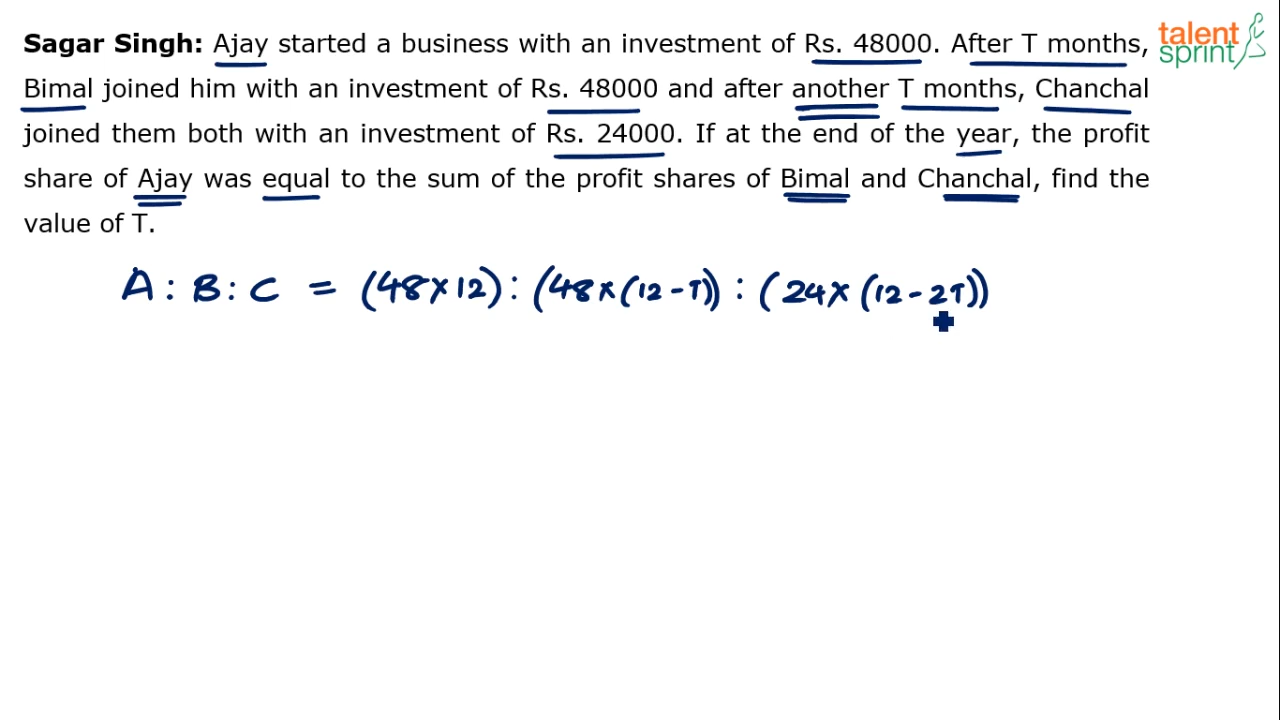 Sagar Singh: Ajay started a business with an investment of Rs. 48000. After T months,
Bimal joined him with an investment of Rs. 48000 and after another T months, Chanchal
joined them both with an investment of Rs. 24000. If at the end of the year, the profit
share of Ajay was equal to the sum of the profit shares of Bimal and Chanchal, find the
value of T.
talent
sprint
A : B : C = (48×12) : (48×(12-T)) : (24×(12-2T))